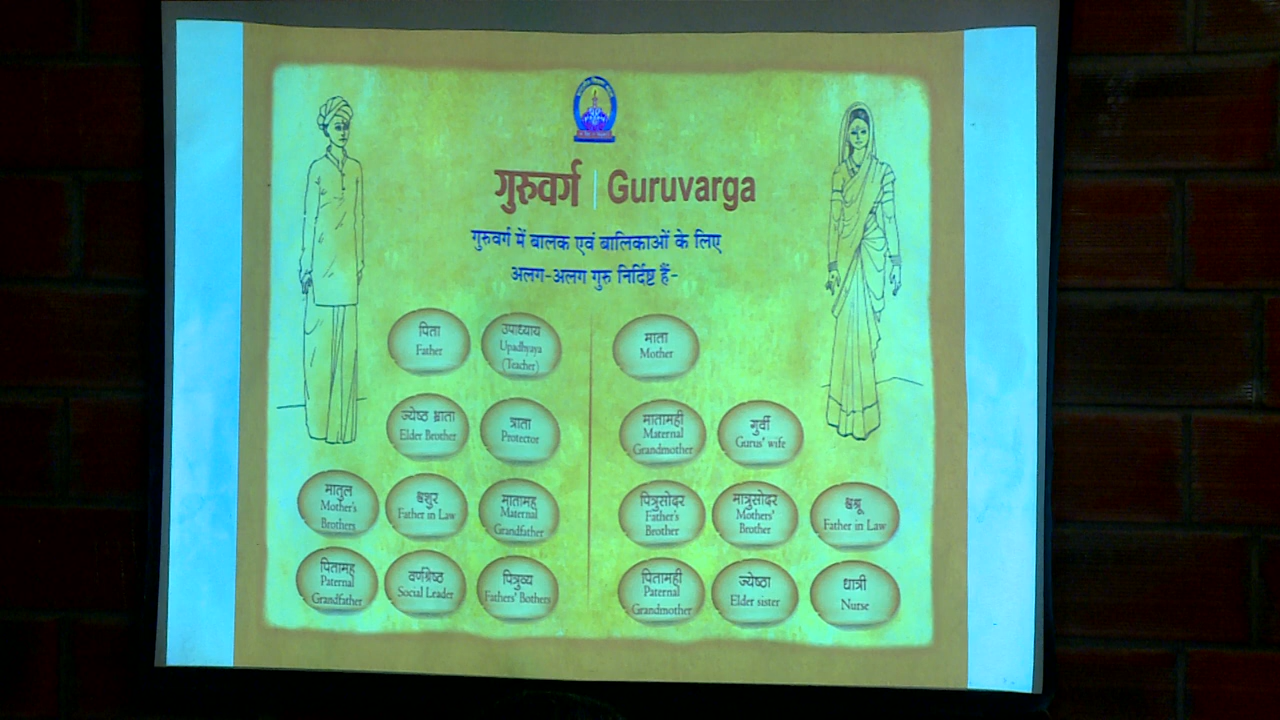 गुरुवर्ग | Guruvarga
गुरुवर्ग में बालक एवं बालिकाओं के लिए
अलग-अलग गुरु निर्दिष्ट हैं-
पिता
Father
उपाध्याय
Upadhyaya
(Teacher)
माता
Mother
ज्येष्ठ भ्राता
Elder Brother
त्राता
Protector
मातामही
Maternal
Grandmother
गुर्वी
Gurus' wife
मातुल
Mother's
Brothers
श्वशुर
Father in Law
मातामह
Maternal
Grandfather
पित्रुसोदर
Father's
Brother
मात्रुसोदर
Mothers'
Brother
श्वश्रू
Father in Law
पितामह
Paternal
Grandfather
वर्णश्रेष्ठ
Social Leader
पित्रुव्य
Fathers' Bothers
पितामही
Paternal
Grandmother
ज्येष्ठा
Elder sister
धात्री
Nurse